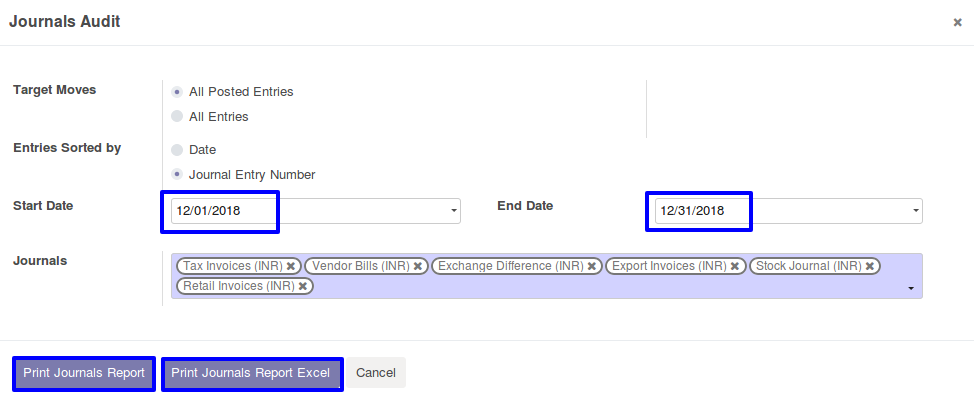 Journals Audit
Target Moves
All Posted Entries
All Entries
Entries Sorted by
Date
Journal Entry Number
Start Date 12/01/2018 End Date 12/31/2018
Journals
Tax Invoices (INR) ✖ Vendor Bills (INR) ✖ Exchange Difference (INR) ✖ Export Invoices (INR) ✖ Stock Journal (INR) ✖
Retail Invoices (INR) ✖
Print Journals Report Print Journals Report Excel Cancel